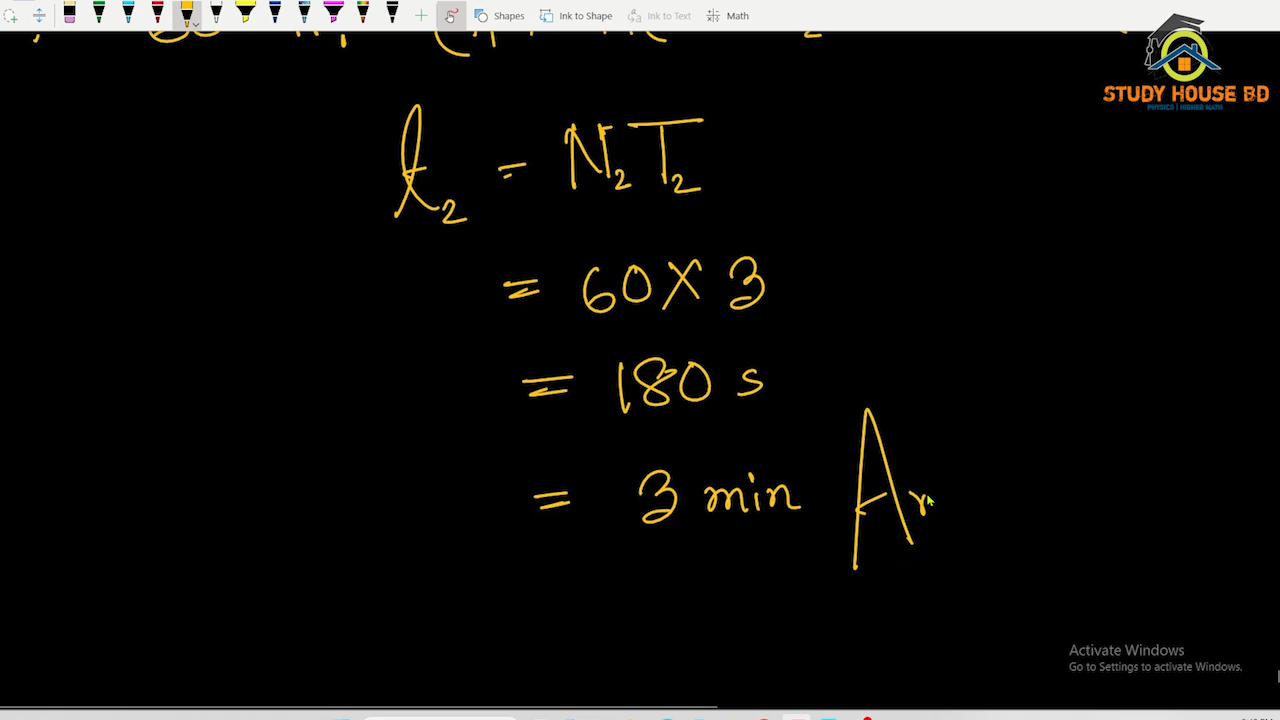 Shapes Ink to Shape Ink to Text Math
STUDY HOUSE BD
PHYSICS | HIGHER MATH
t₂ = N₂T₂
= 60 × 3
= 180 s
= 3 min
Activate Windows
Go to Settings to activate Windows.